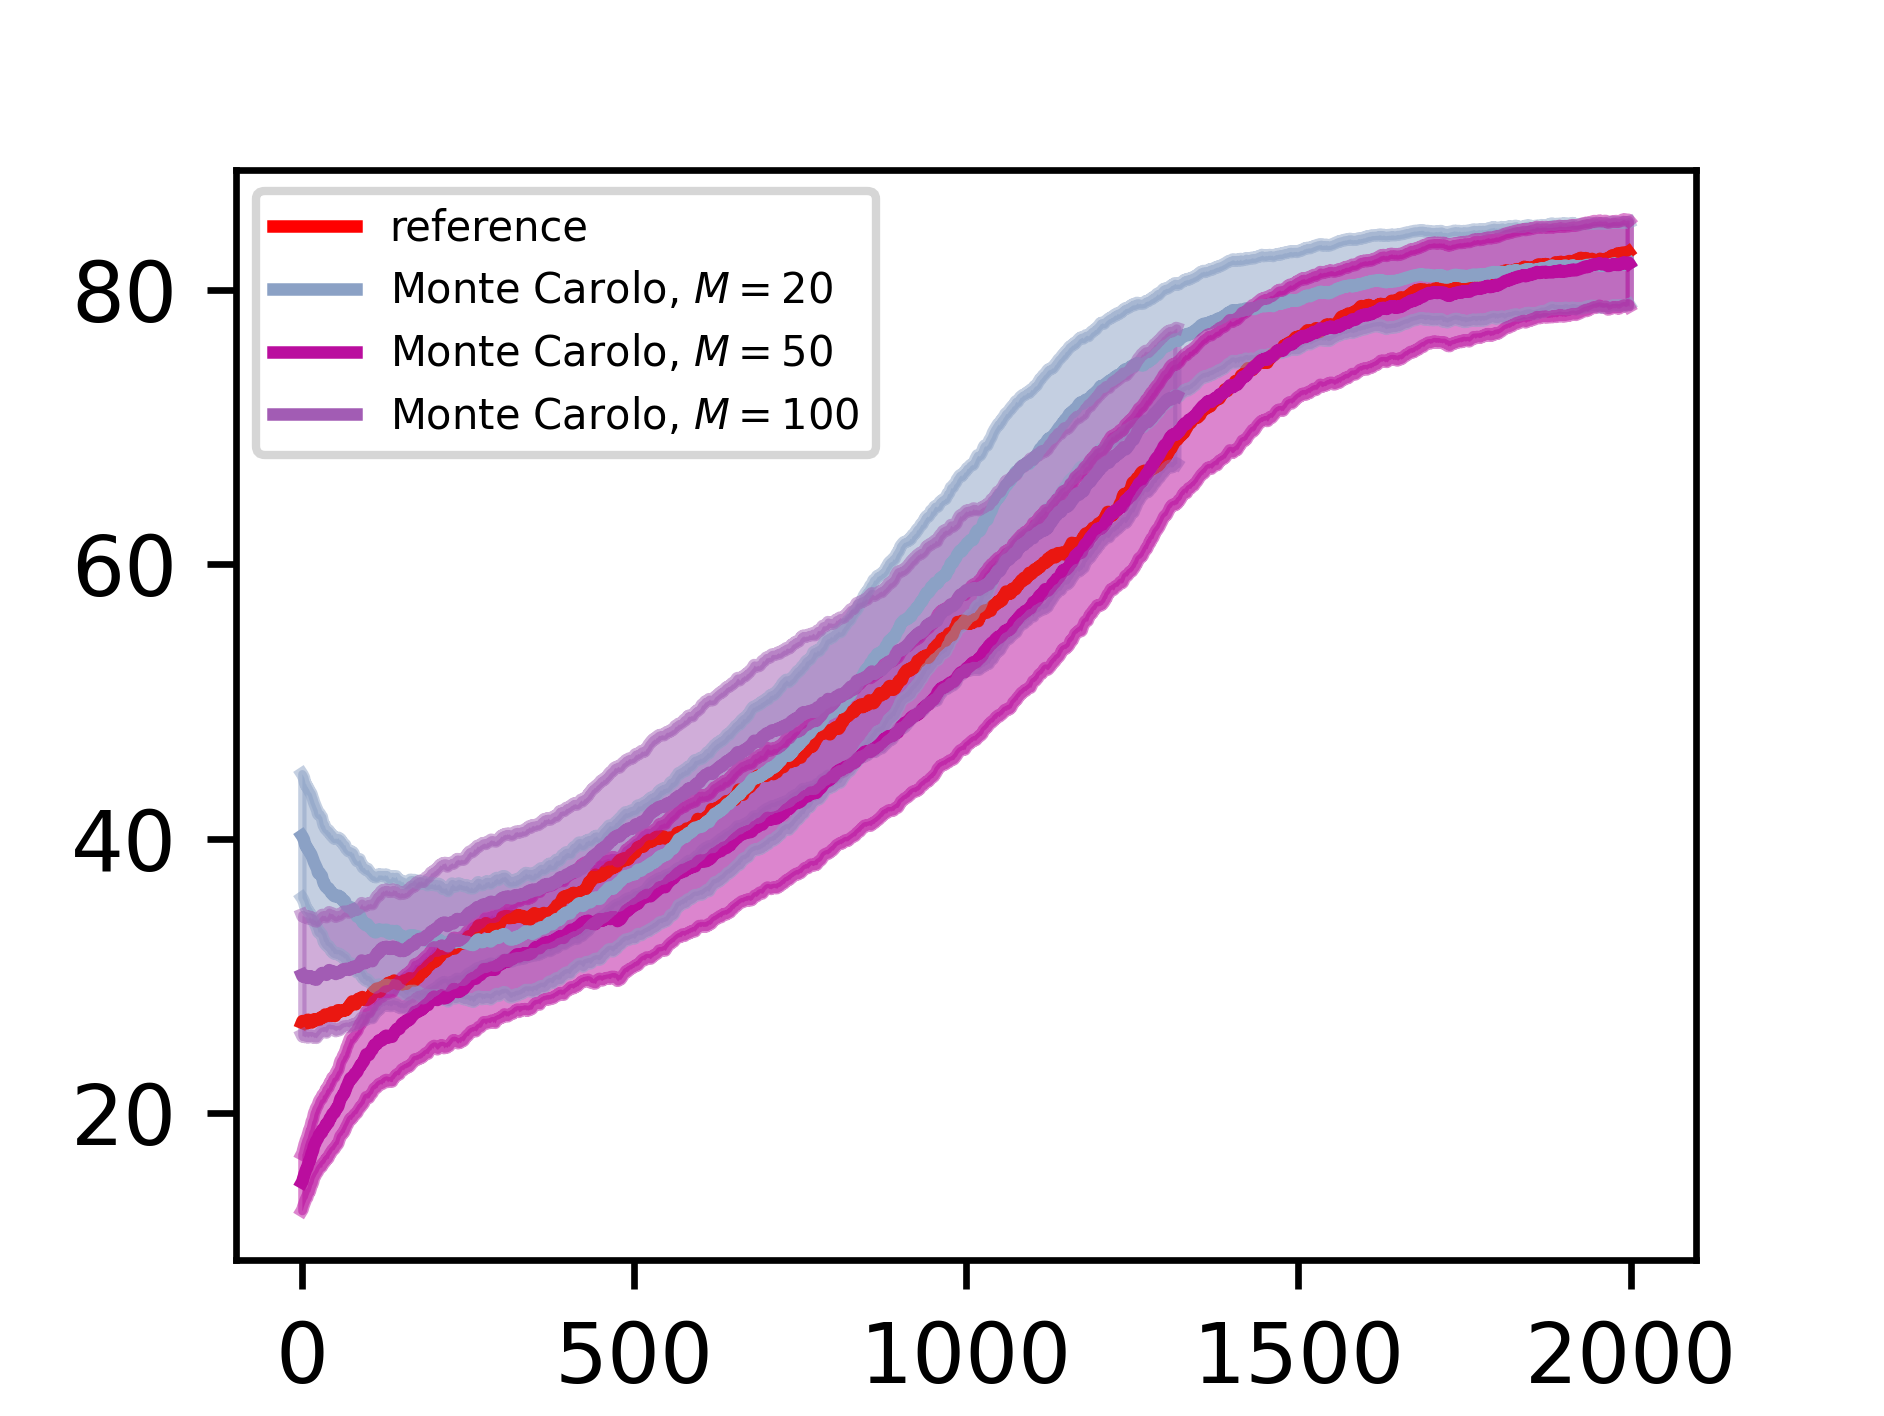 reference
Monte Carolo, M = 20
Monte Carolo, M = 50
Monte Carolo, M = 100
80
60
40
20
0 500 1000 1500 2000